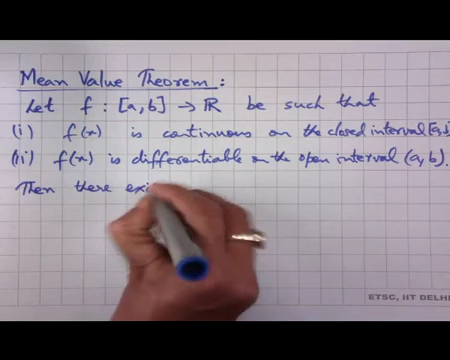 Mean Value Theorem :
Let f : [a, b] → ℝ be such that
(i) f(x) is continuous on the closed interval [a, b]
(ii) f(x) is differentiable on the open interval (a, b).
Then there exi
ETSC, IIT DELHI